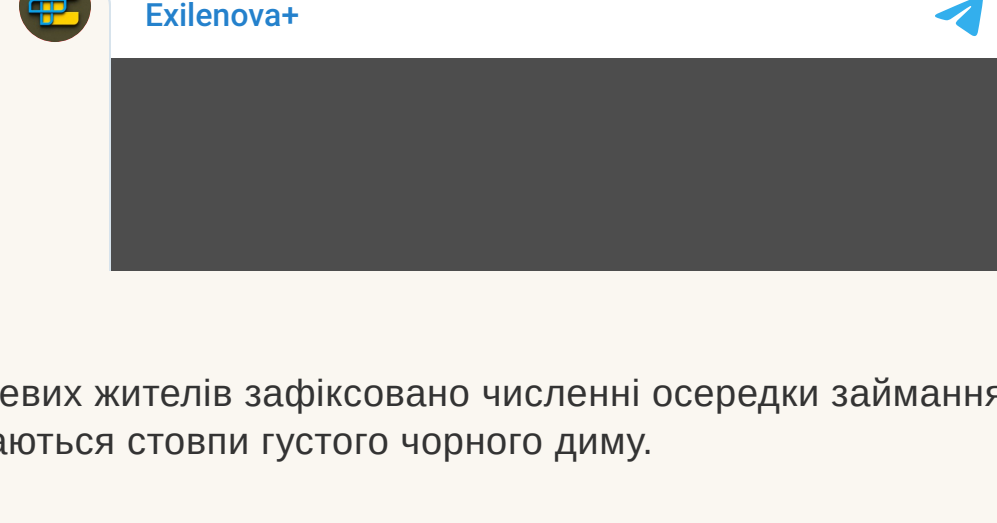 Exilenova+
евих жителів зафіксовано численні осередки займання
аються стовпи густого чорного диму.